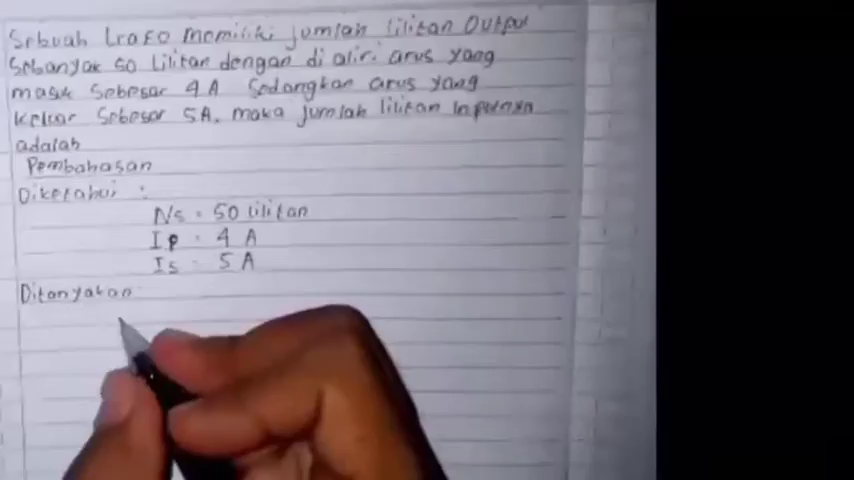 Sebuah trafo memiliki jumlah lilitan output
Sebanyak 50 lilitan dengan di aliri arus yang
masuk Sebesar 4 A Sedangkan arus yang
keluar Sebesar 5A. maka jumlah lilitan Inputnya
adalah
Pembahasan
Diketahui :
Ns = 50 lilitan
Ip = 4 A
Is = 5 A
Ditanyakan